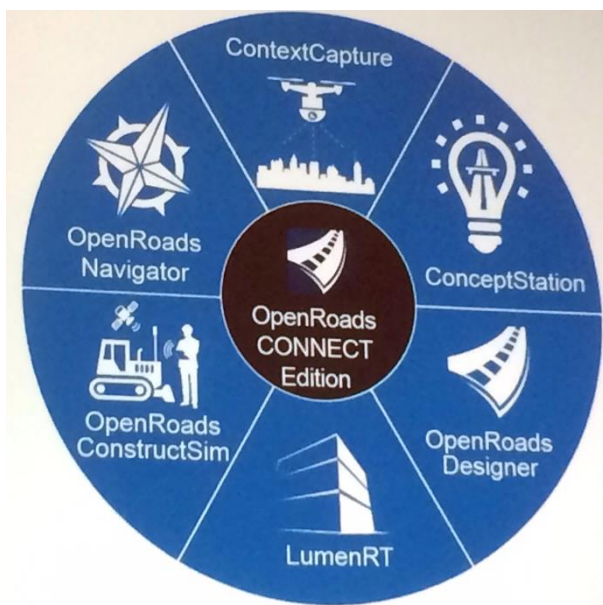 ContextCapture
ConceptStation
OpenRoads
Designer
LumenRT
OpenRoads
ConstructSim
OpenRoads
Navigator
OpenRoads
CONNECT
Edition